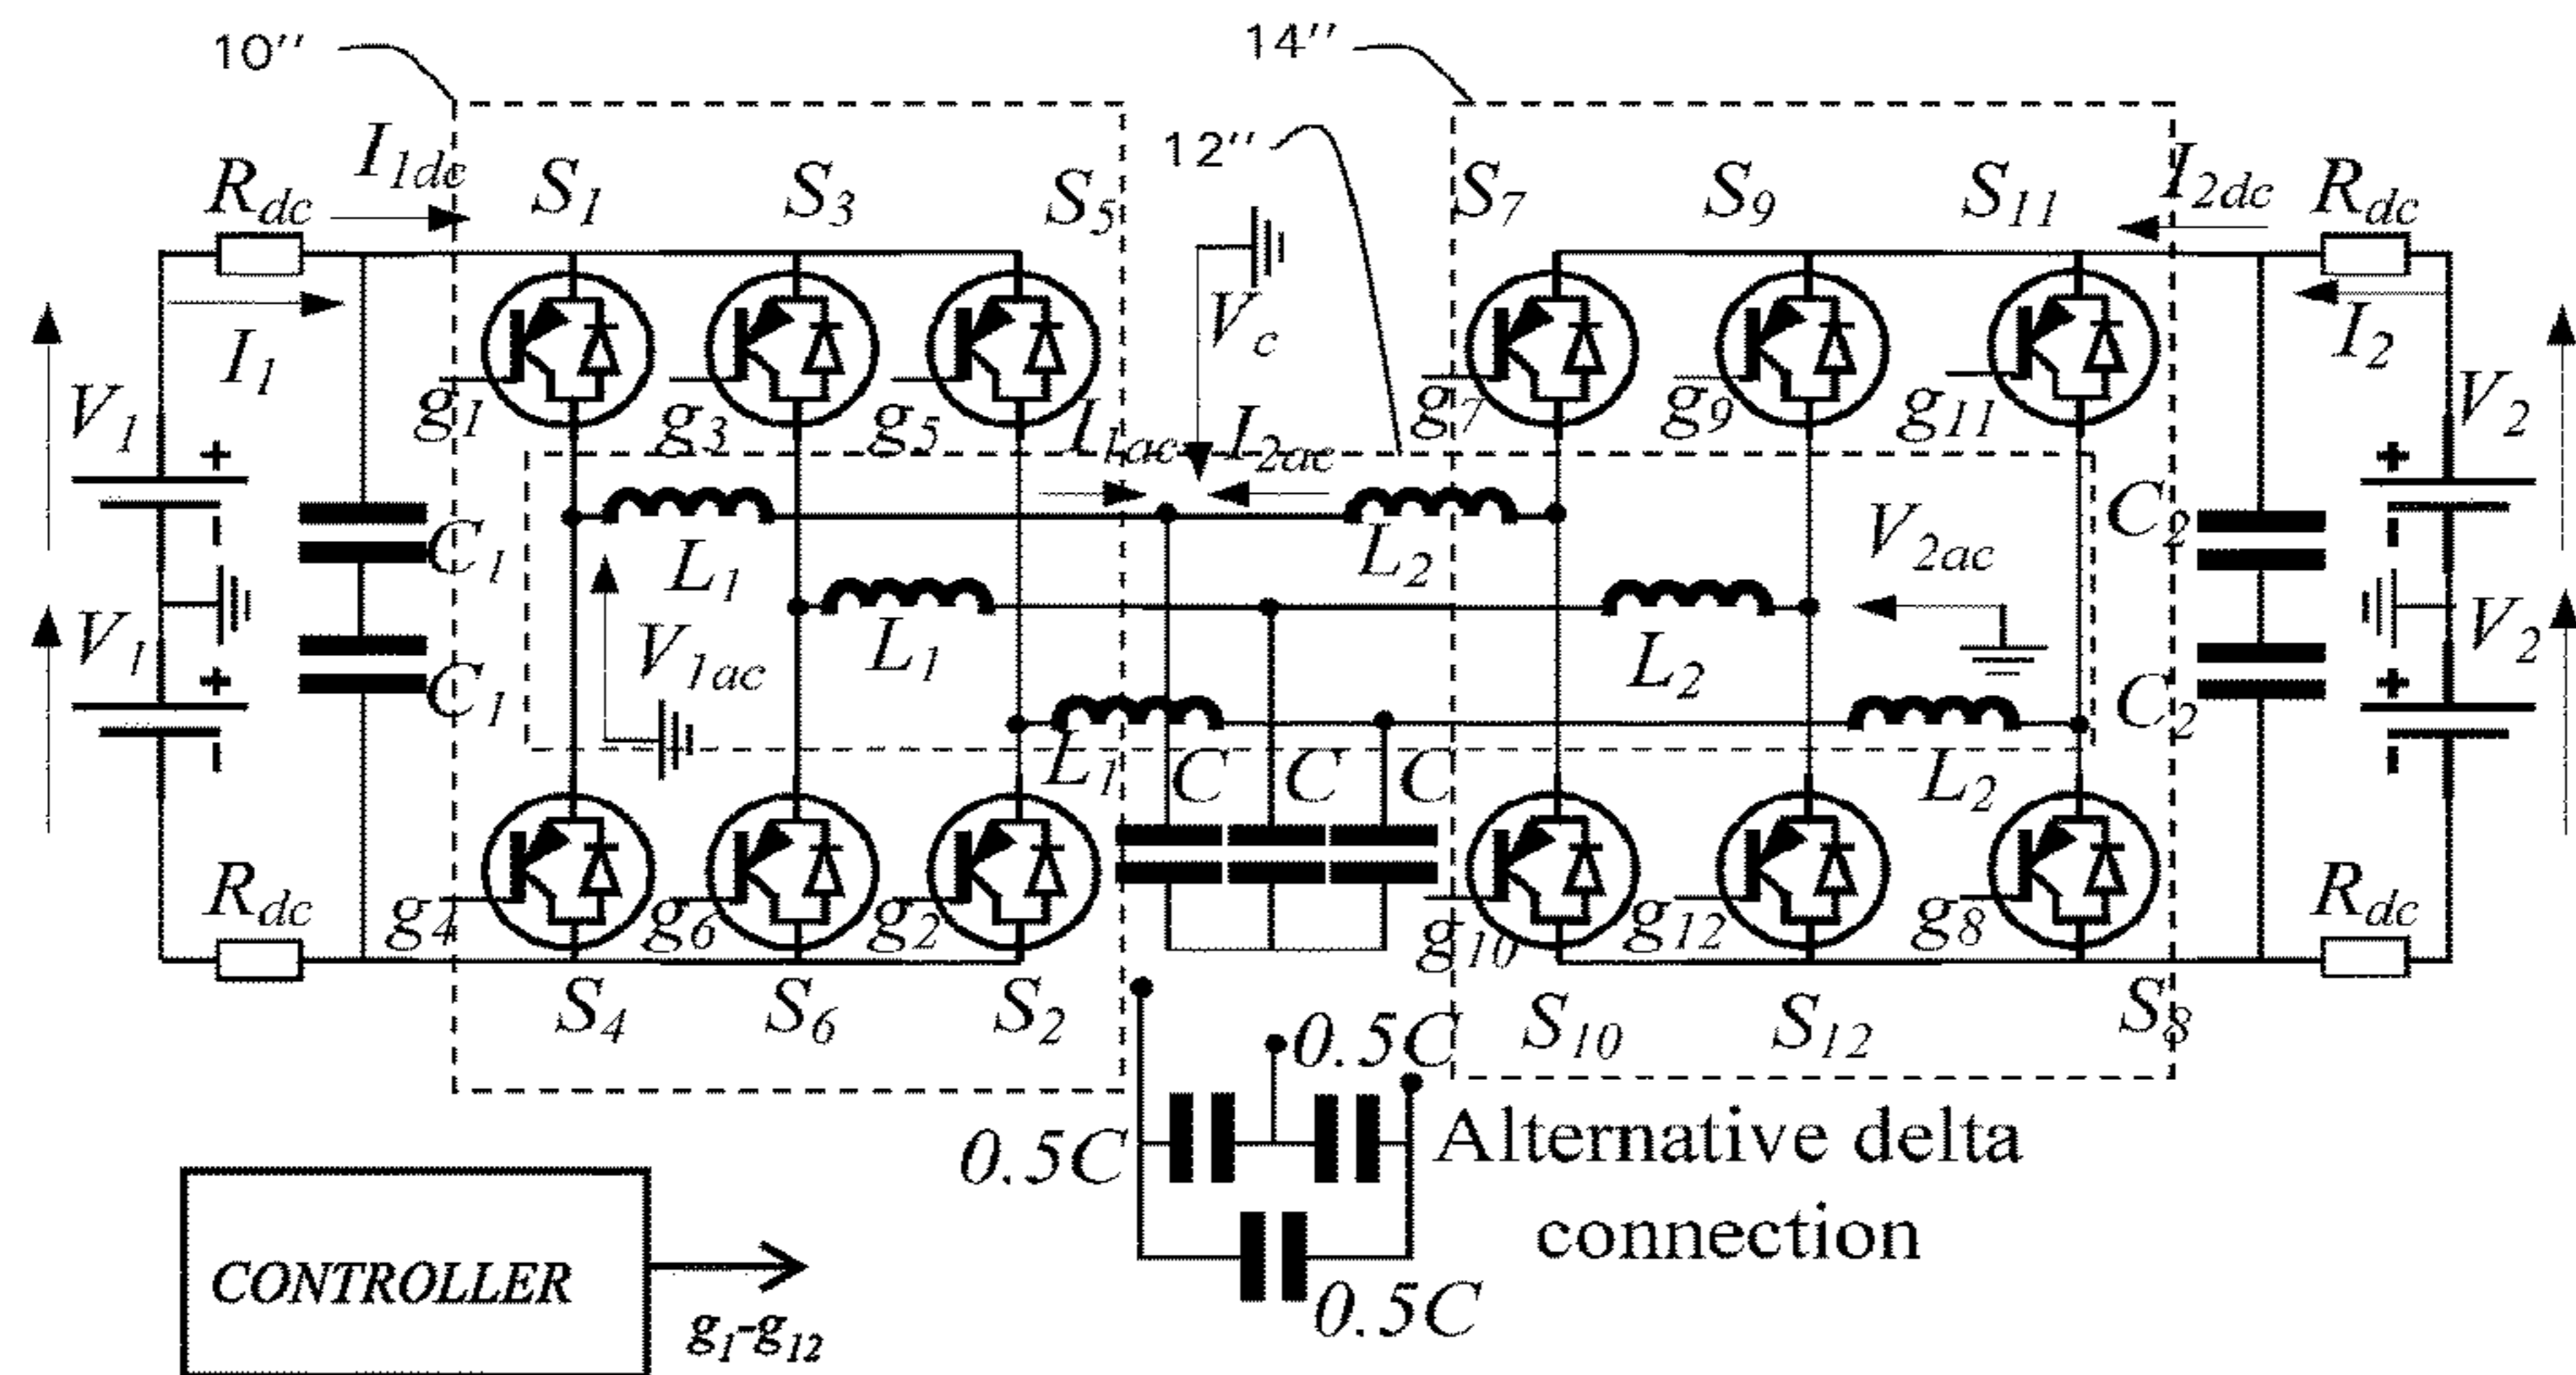 10''
14''
12''
I1dc
Rdc
S1
S3
S5
S7
S9
S11
I2dc
Rdc
I1
Vc
I2
V1
g1
g3
g5
I1ac
I2ac
g7
g9
g11
V2
+
-
+
-
C1
L1
L2
V2ac
C2
V1
V1ac
L1
L2
V2
+
-
C1
L1
C
C
C
L2
C2
+
-
Rdc
g4
g6
g2
g10
g12
g8
Rdc
S4
S6
S2
S10
S12
S8
0.5C
0.5C
Alternative delta
connection
0.5C
CONTROLLER
g1-g12